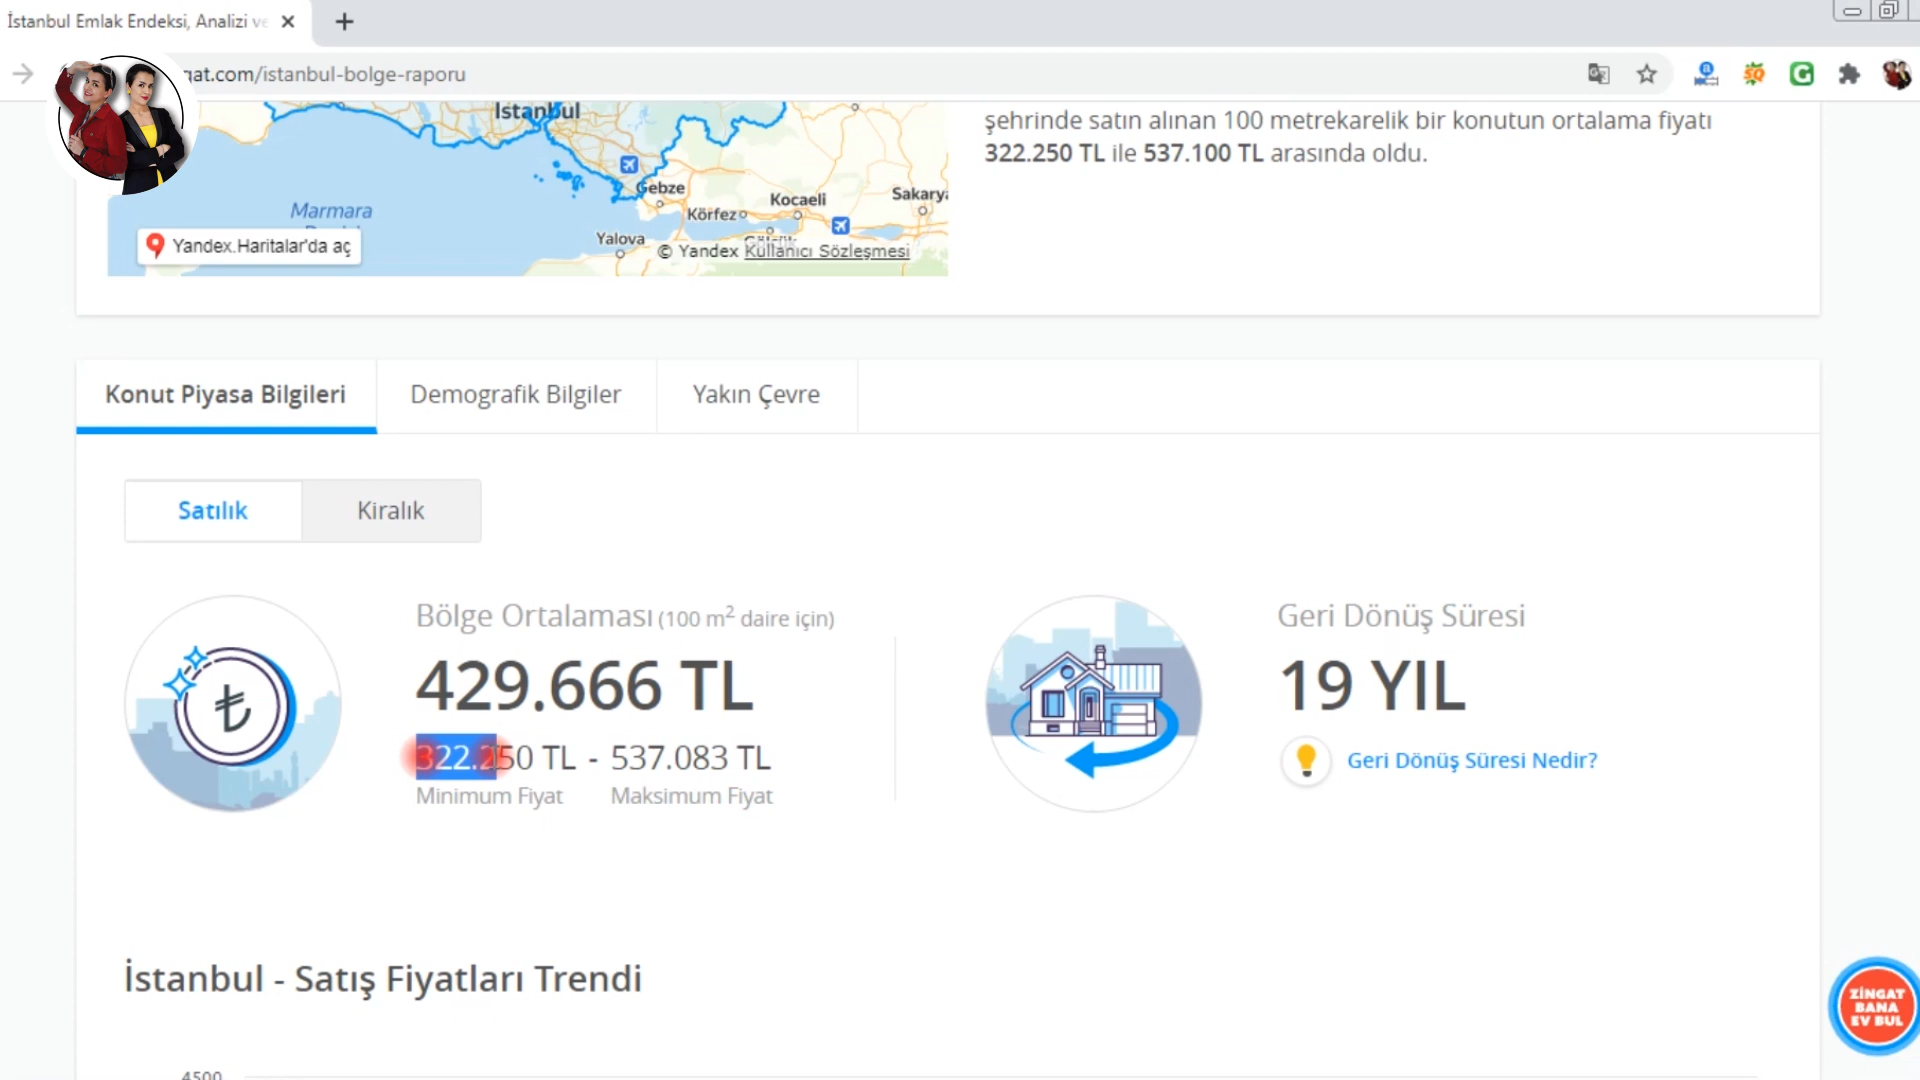 İstanbul Emlak Endeksi, Analizi ve
gat.com/istanbul-bolge-raporu
İstanbul
Gebze
Körfez
Kocaeli
Sakarya
Marmara
Yalova
Yandex.Haritalar'da aç
© Yandex Kullanıcı Sözleşmesi
şehrinde satın alınan 100 metrekarelik bir konutun ortalama fiyatı
322.250 TL ile 537.100 TL arasında oldu.
Konut Piyasa Bilgileri
Demografik Bilgiler
Yakın Çevre
Satılık
Kiralık
Bölge Ortalaması (100 m² daire için)
429.666 TL
322.250 TL - 537.083 TL
Minimum Fiyat
Maksimum Fiyat
Geri Dönüş Süresi
19 YIL
Geri Dönüş Süresi Nedir?
İstanbul - Satış Fiyatları Trendi
ZİNGAT
BANA
EV BUL
4500